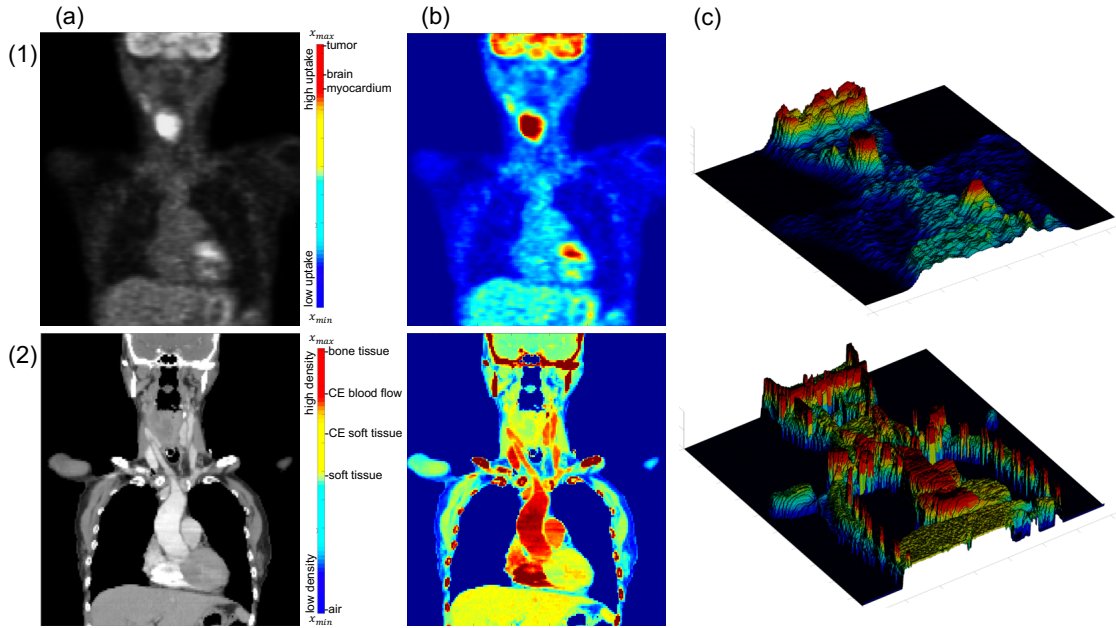 (a)
(b)
(c)
(1)
x_max
tumor
brain
myocardium
high uptake
low uptake
x_min
(2)
x_max
bone tissue
CE blood flow
CE soft tissue
soft tissue
high density
low density
air
x_min